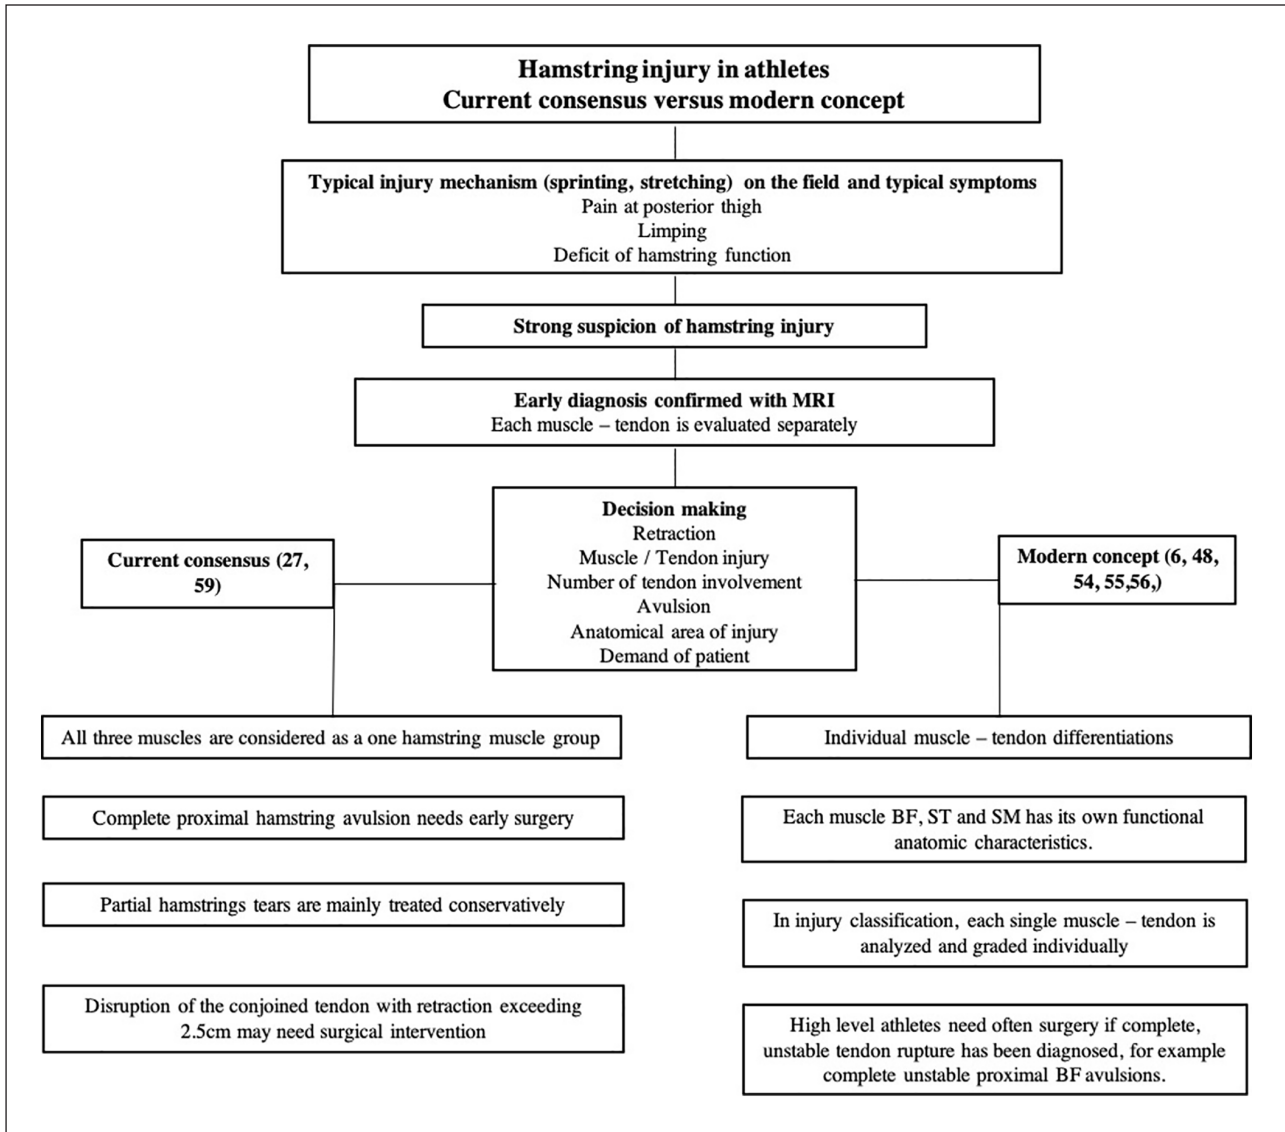 Hamstring injury in athletes
Current consensus versus modern concept
Typical injury mechanism (sprinting, stretching) on the field and typical symptoms
Pain at posterior thigh
Limping
Deficit of hamstring function
Strong suspicion of hamstring injury
Early diagnosis confirmed with MRI
Each muscle – tendon is evaluated separately
Decision making
Retraction
Muscle / Tendon injury
Number of tendon involvement
Avulsion
Anatomical area of injury
Demand of patient
Current consensus (27,
59)
All three muscles are considered as a one hamstring muscle group
Complete proximal hamstring avulsion needs early surgery
Partial hamstrings tears are mainly treated conservatively
Disruption of the conjoined tendon with retraction exceeding
2.5cm may need surgical intervention
Modern concept (6, 48,
54, 55,56,)
Individual muscle – tendon differentiations
Each muscle BF, ST and SM has its own functional
anatomic characteristics.
In injury classification, each single muscle – tendon is
analyzed and graded individually
High level athletes need often surgery if complete,
unstable tendon rupture has been diagnosed, for example
complete unstable proximal BF avulsions.